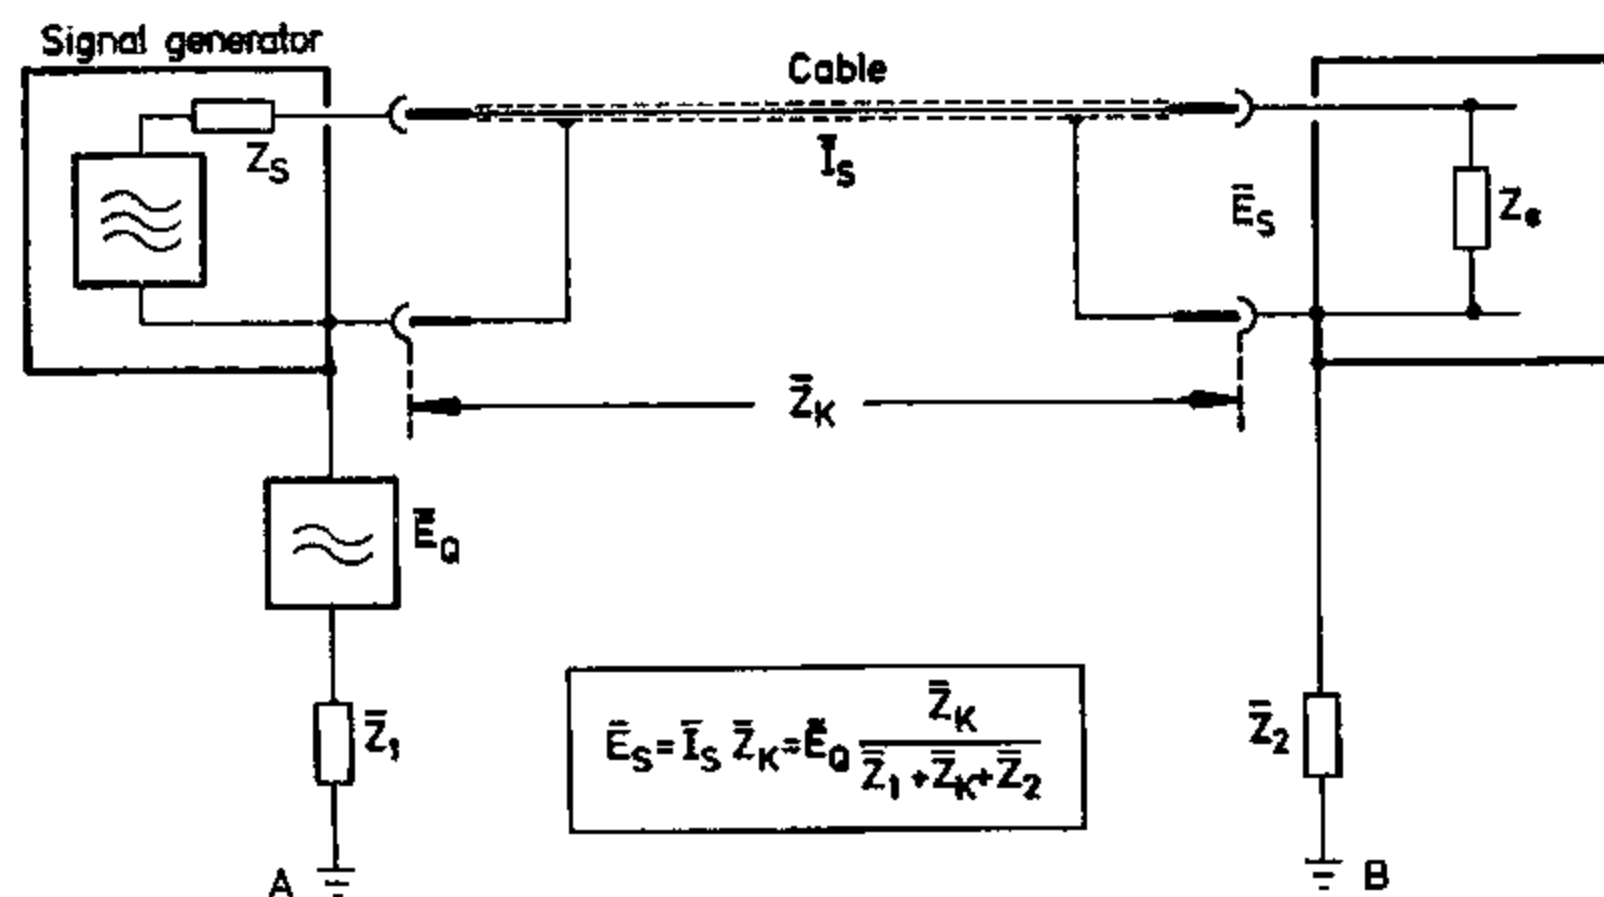 Signal generator
Cable
Z_S
Ī_S
Ē_S
Z_e
Z̄_K
Ē_Q
Z̄_1
Z̄_2
Ē_S = Ī_S Z̄_K = Ē_Q Z̄_K / (Z̄_1 + Z̄_K + Z̄_2)
A
B